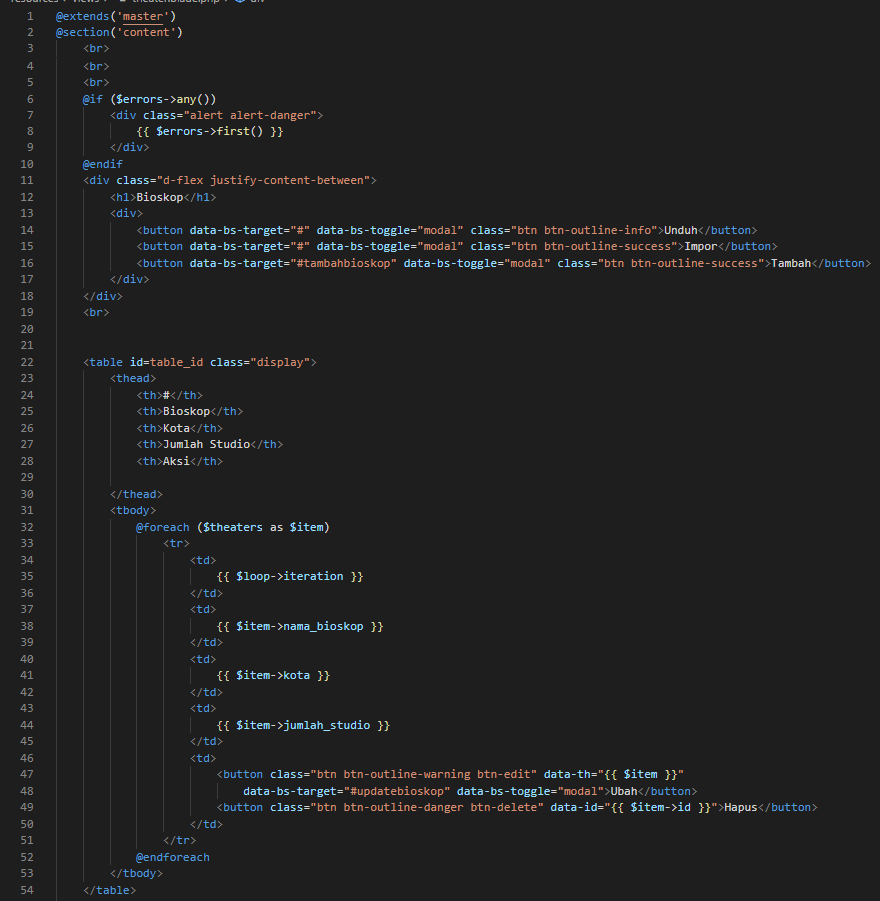 1 @extends('master')
2 @section('content')
3 <br>
4 <br>
5 <br>
6 @if ($errors->any())
7 <div class="alert alert-danger">
8 {{ $errors->first() }}
9 </div>
10 @endif
11 <div class="d-flex justify-content-between">
12 <h1>Bioskop</h1>
13 <div>
14 <button data-bs-target="#" data-bs-toggle="modal" class="btn btn-outline-info">Unduh</button>
15 <button data-bs-target="#" data-bs-toggle="modal" class="btn btn-outline-success">Impor</button>
16 <button data-bs-target="#tambahbioskop" data-bs-toggle="modal" class="btn btn-outline-success">Tambah</button>
17 </div>
18 </div>
19 <br>
20
21
22 <table id=table_id class="display">
23 <thead>
24 <th>#</th>
25 <th>Bioskop</th>
26 <th>Kota</th>
27 <th>Jumlah Studio</th>
28 <th>Aksi</th>
29
30 </thead>
31 <tbody>
32 @foreach ($theaters as $item)
33 <tr>
34 <td>
35 {{ $loop->iteration }}
36 </td>
37 <td>
38 {{ $item->nama_bioskop }}
39 </td>
40 <td>
41 {{ $item->kota }}
42 </td>
43 <td>
44 {{ $item->jumlah_studio }}
45 </td>
46 <td>
47 <button class="btn btn-outline-warning btn-edit" data-th="{{ $item }}"
48 data-bs-target="#updatebioskop" data-bs-toggle="modal">Ubah</button>
49 <button class="btn btn-outline-danger btn-delete" data-id="{{ $item->id }}">Hapus</button>
50 </td>
51 </tr>
52 @endforeach
53 </tbody>
54 </table>